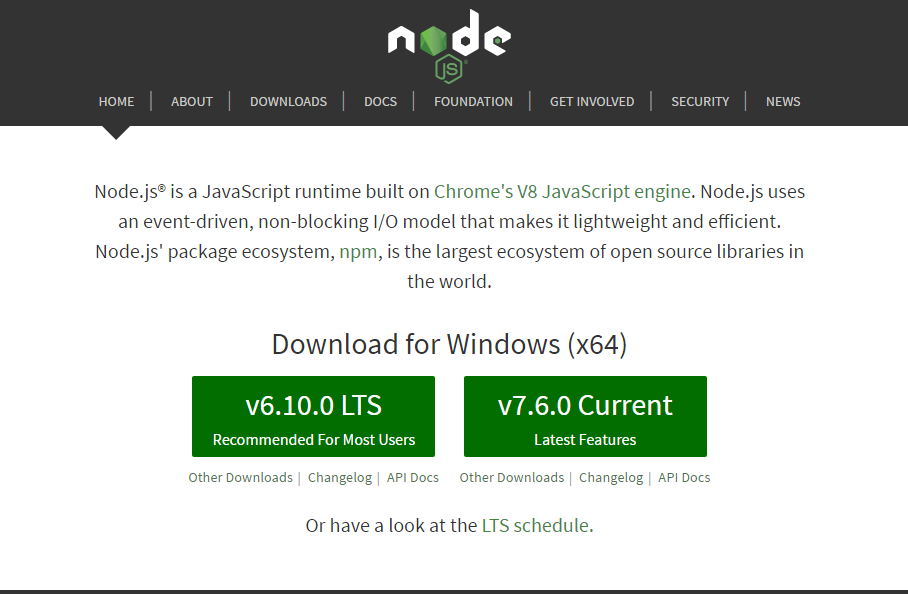 node
JS®
HOME | ABOUT | DOWNLOADS | DOCS | FOUNDATION | GET INVOLVED | SECURITY | NEWS
Node.js® is a JavaScript runtime built on Chrome's V8 JavaScript engine. Node.js uses
an event-driven, non-blocking I/O model that makes it lightweight and efficient.
Node.js' package ecosystem, npm, is the largest ecosystem of open source libraries in
the world.
Download for Windows (x64)
v6.10.0 LTS
Recommended For Most Users
v7.6.0 Current
Latest Features
Other Downloads | Changelog | API Docs
Other Downloads | Changelog | API Docs
Or have a look at the LTS schedule.